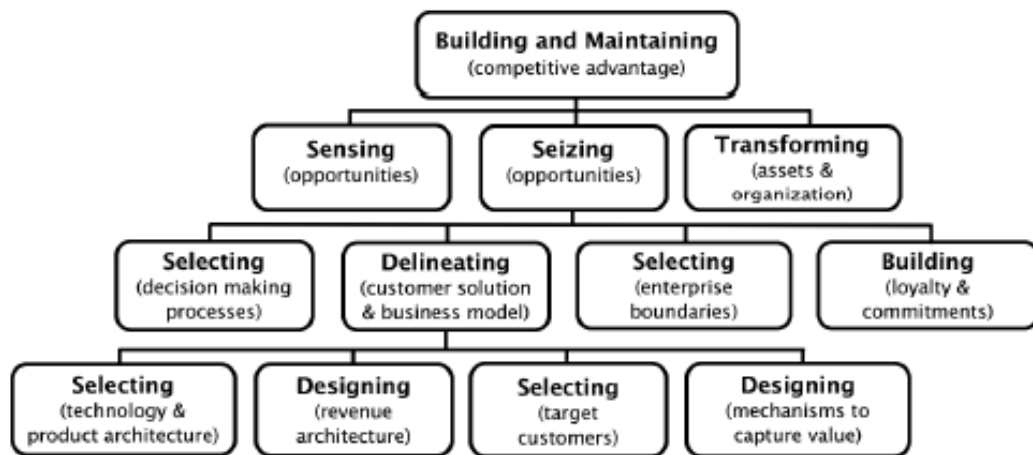 Building and Maintaining
(competitive advantage)
Sensing
(opportunities)
Seizing
(opportunities)
Transforming
(assets &
organization)
Selecting
(decision making
processes)
Delineating
(customer solution
& business model)
Selecting
(enterprise
boundaries)
Building
(loyalty &
commitments)
Selecting
(technology &
product architecture)
Designing
(revenue
architecture)
Selecting
(target
customers)
Designing
(mechanisms to
capture value)